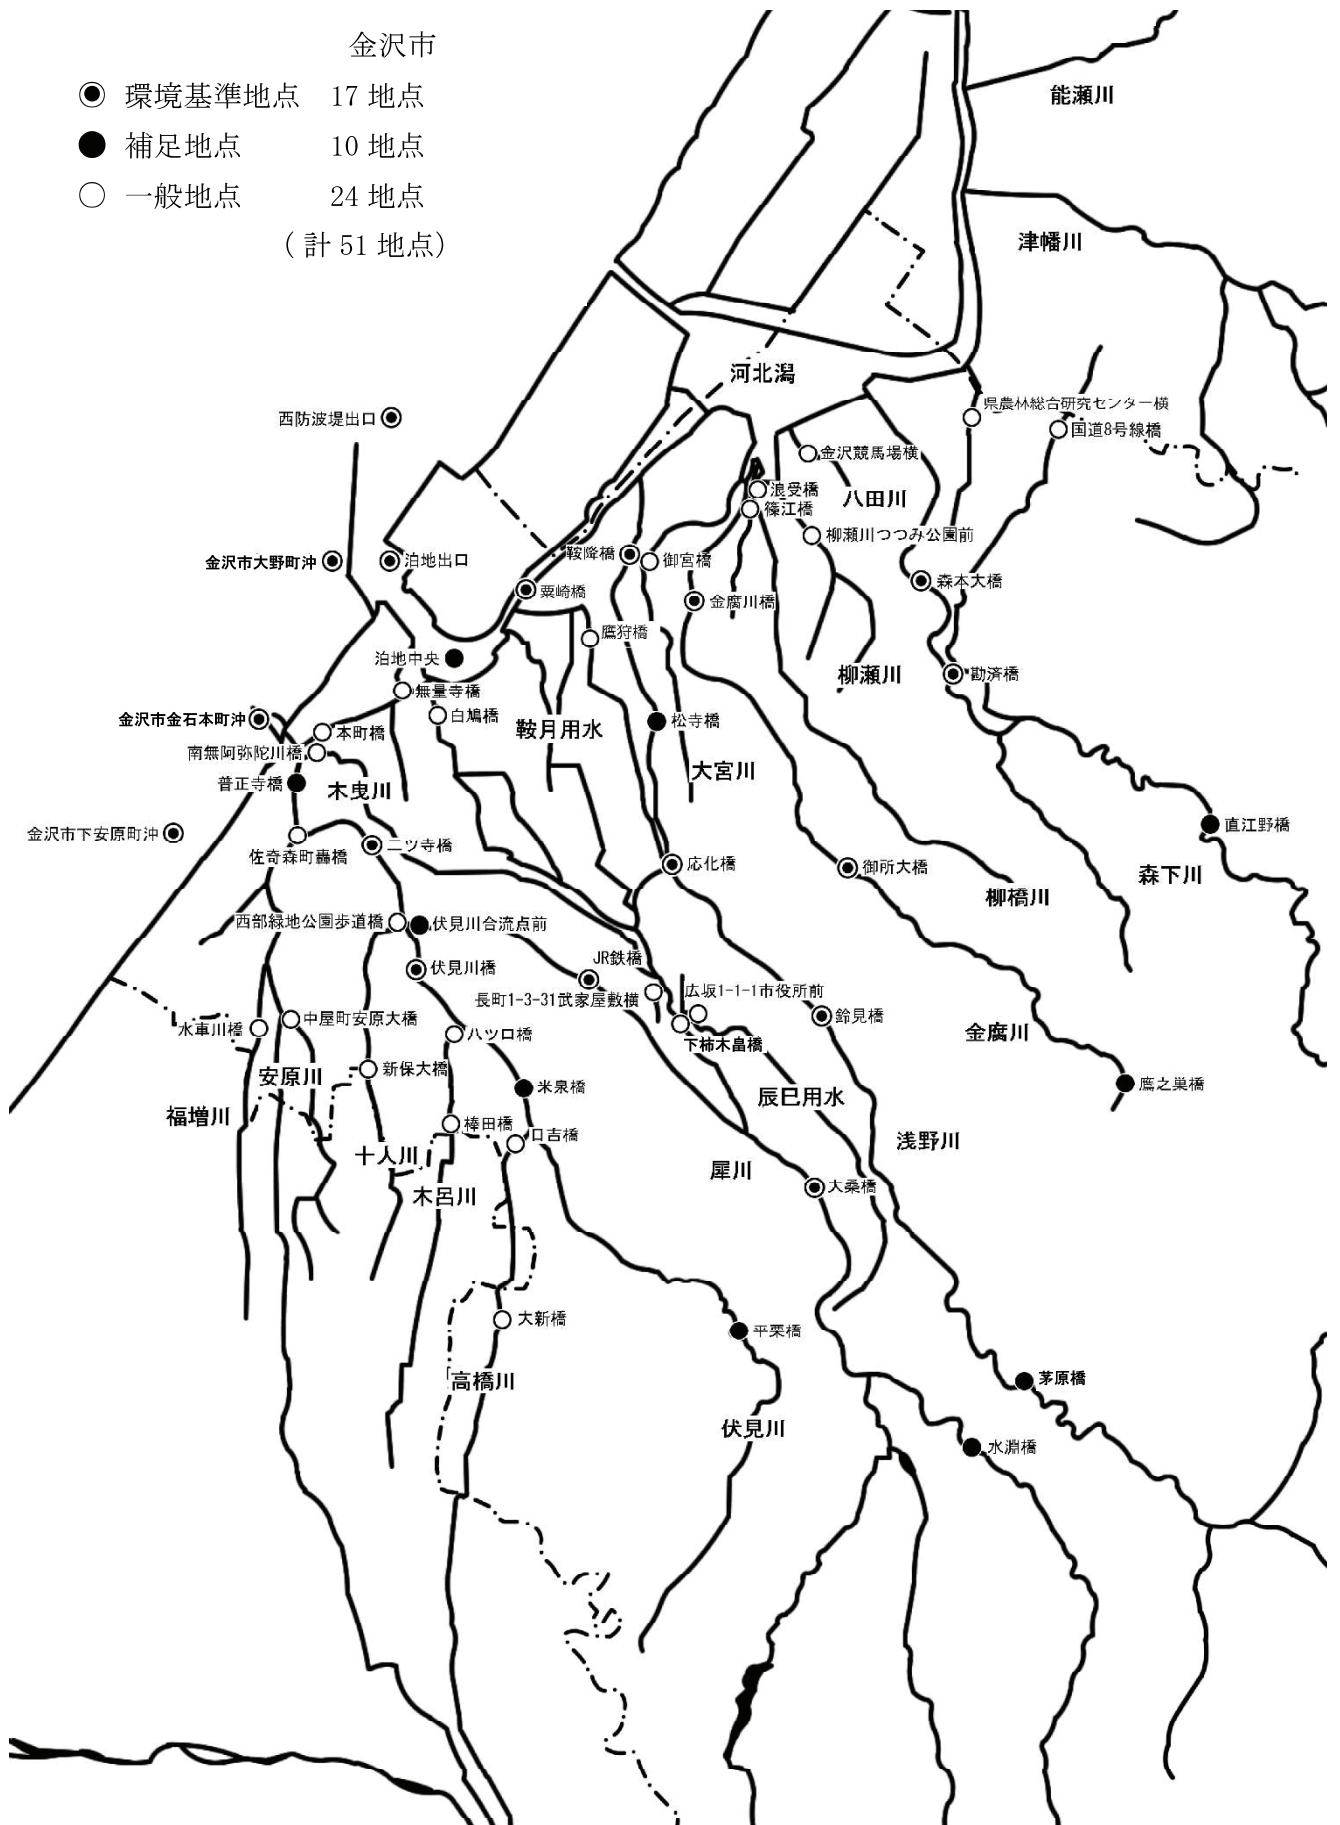 金沢市
◉ 環境基準地点 17 地点
● 補足地点 10 地点
○ 一般地点 24 地点
( 計 51 地点)
能瀬川
津幡川
河北潟
県農林総合研究センター横
西防波堤出口
国道8号線橋
金沢競馬場横
浪受橋
八田川
篠江橋
柳瀬川つつみ公園前
鞍降橋
御宮橋
金沢市大野町沖
泊地出口
森本大橋
粟崎橋
金腐川橋
鷹狩橋
泊地中央
柳瀬川
勘済橋
無量寺橋
白鳩橋
金沢市金石本町沖
松寺橋
本町橋
鞍月用水
南無阿弥陀川橋
大宮川
普正寺橋
木曳川
直江野橋
金沢市下安原町沖
二ツ寺橋
佐奇森町轟橋
応化橋
御所大橋
森下川
柳橋川
西部緑地公園歩道橋
伏見川合流点前
JR鉄橋
伏見川橋
広坂1-1-1市役所前
長町1-3-31武家屋敷横
鈴見橋
中屋町安原大橋
水車川橋
八ツ口橋
金腐川
下柿木畠橋
新保大橋
安原川
鷹之巣橋
米泉橋
辰巳用水
福増川
棒田橋
口吉橋
浅野川
十人川
犀川
大桑橋
木呂川
大新橋
平栗橋
茅原橋
高橋川
伏見川
水淵橋